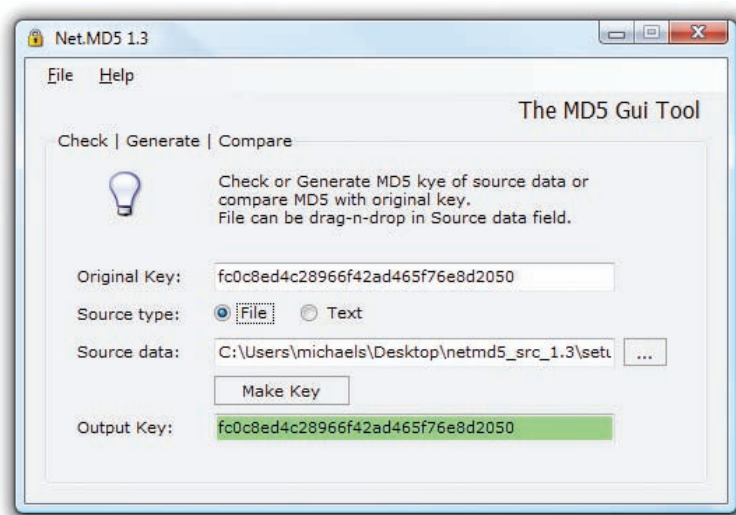 Net.MD5 1.3
File Help
The MD5 Gui Tool
Check | Generate | Compare
Check or Generate MD5 kye of source data or
compare MD5 with original key.
File can be drag-n-drop in Source data field.
Original Key: fc0c8ed4c28966f42ad465f76e8d2050
Source type: File Text
Source data: C:\Users\michaels\Desktop\netmd5_src_1.3\setu ...
Make Key
Output Key: fc0c8ed4c28966f42ad465f76e8d2050